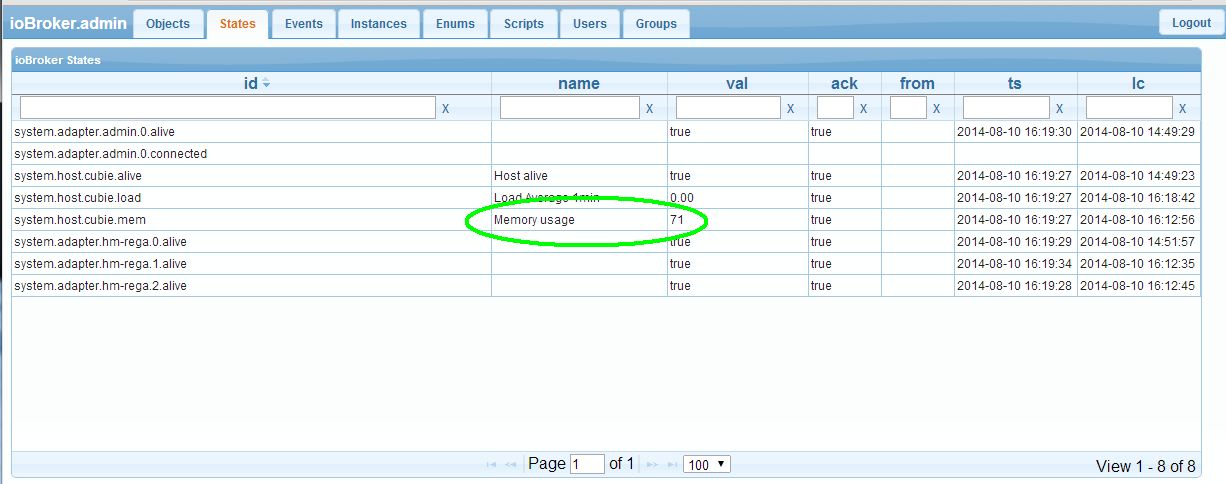 ioBroker.admin Objects States Events Instances Enums Scripts Users Groups Logout
ioBroker States
id name val ack from ts lc
X X X X X X X
system.adapter.admin.0.alive true true 2014-08-10 16:19:30 2014-08-10 14:49:29
system.adapter.admin.0.connected
system.host.cubie.alive Host alive true true 2014-08-10 16:19:27 2014-08-10 14:49:23
system.host.cubie.load Load Average 1min 0.00 true 2014-08-10 16:19:27 2014-08-10 16:18:42
system.host.cubie.mem Memory usage 71 true 2014-08-10 16:19:27 2014-08-10 16:12:56
system.adapter.hm-rega.0.alive true true 2014-08-10 16:19:29 2014-08-10 14:51:57
system.adapter.hm-rega.1.alive true true 2014-08-10 16:19:34 2014-08-10 16:12:35
system.adapter.hm-rega.2.alive true true 2014-08-10 16:19:28 2014-08-10 16:12:45
Page 1 of 1 100 View 1 - 8 of 8